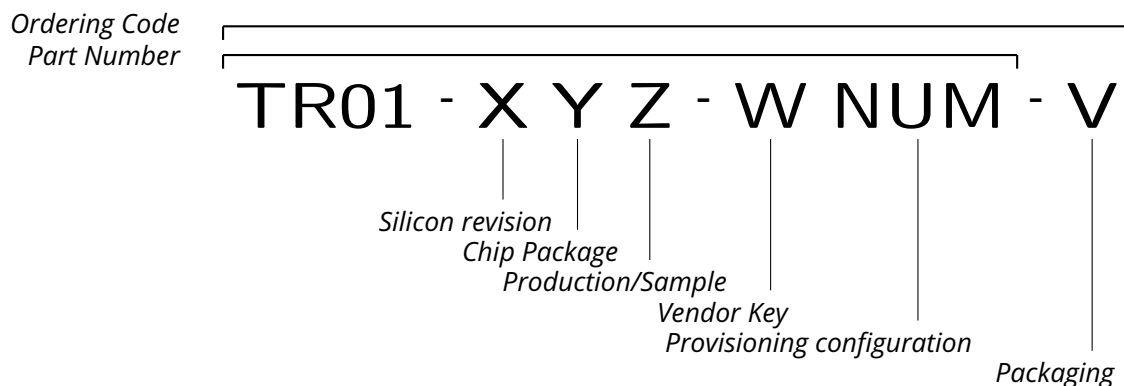 Ordering Code
Part Number
TR01 - X Y Z - W NUM - V
Silicon revision
Chip Package
Production/Sample
Vendor Key
Provisioning configuration
Packaging